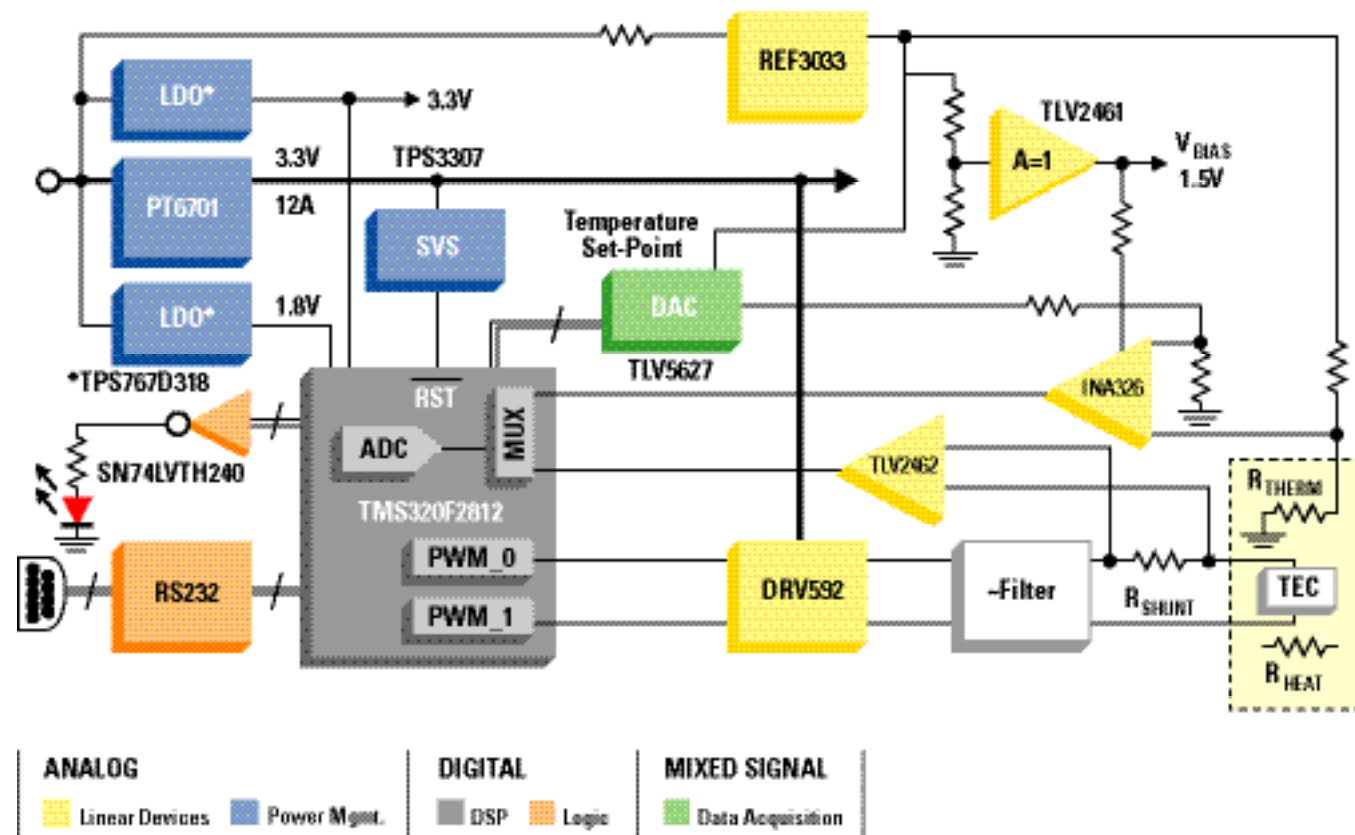 REF3033
LDO*
3.3V
TLV2461
A=1
V BIAS
1.5V
3.3V
TPS3307
PT6701
12A
SVS
Temperature
Set-Point
LDO*
1.8V
DAC
TLV5627
*TPS767D318
RST
INA326
MUX
ADC
TLV2462
SN74LVTH240
TMS320F2812
R THERM
PWM_0
RS232
DRV592
~Filter
TEC
R SHUNT
PWM_1
R HEAT
ANALOG
DIGITAL
MIXED SIGNAL
Linear Devices
Power Mgmt.
DSP
Logic
Data Acquisition